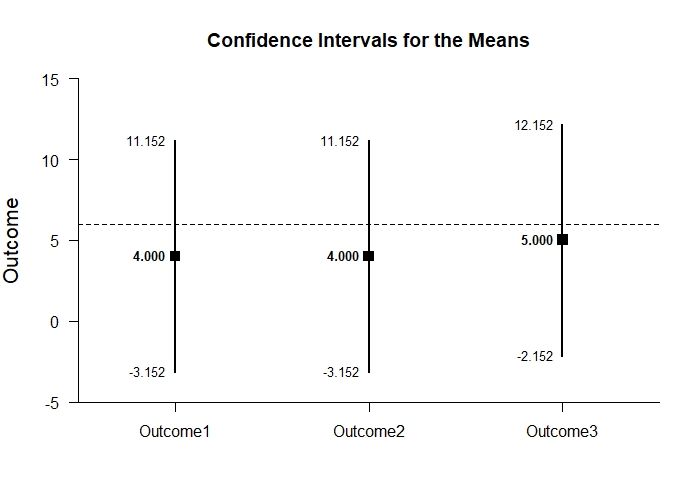 Confidence Intervals for the Means
Outcome
15
10
5
0
-5
11.152
4.000
-3.152
11.152
4.000
-3.152
12.152
5.000
-2.152
Outcome1
Outcome2
Outcome3